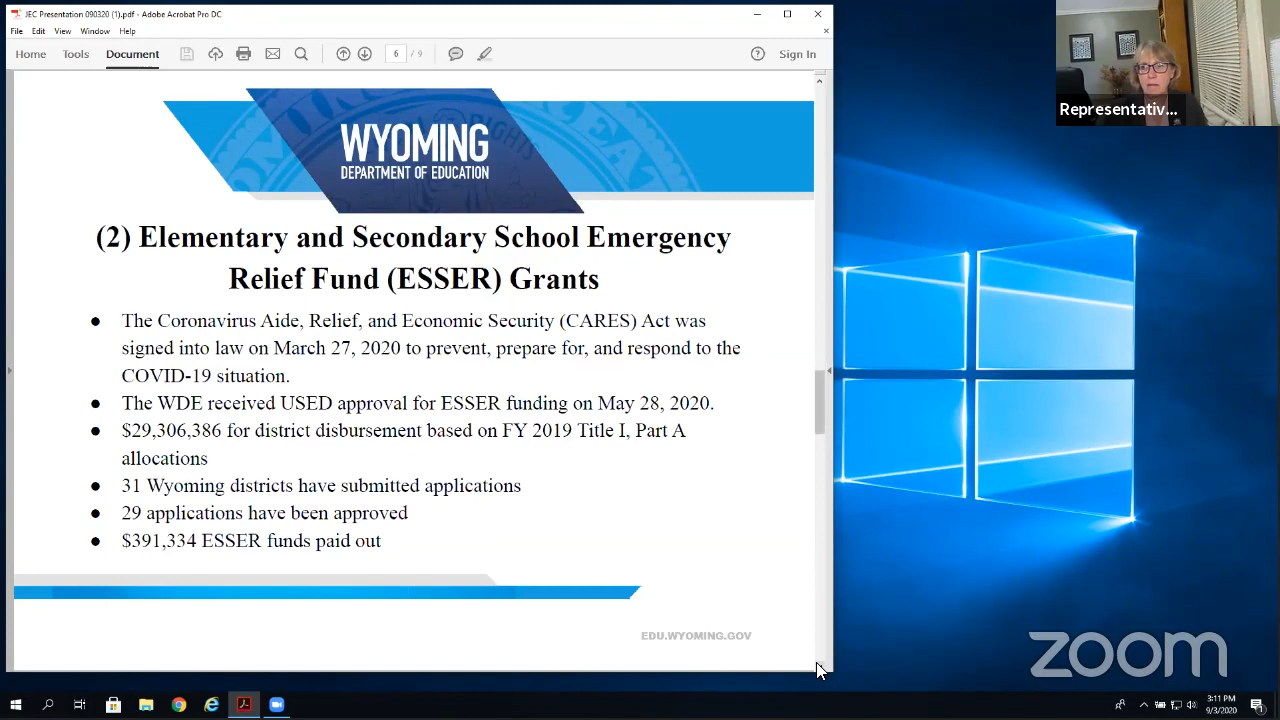 JEC Presentation 090320 (1).pdf - Adobe Acrobat Pro DC
File Edit View Window Help
Home Tools Document 6 / 9 Sign In
WYOMING
DEPARTMENT OF EDUCATION
(2) Elementary and Secondary School Emergency
Relief Fund (ESSER) Grants
● The Coronavirus Aide, Relief, and Economic Security (CARES) Act was
signed into law on March 27, 2020 to prevent, prepare for, and respond to the
COVID-19 situation.
● The WDE received USED approval for ESSER funding on May 28, 2020.
● $29,306,386 for district disbursement based on FY 2019 Title I, Part A
allocations
● 31 Wyoming districts have submitted applications
● 29 applications have been approved
● $391,334 ESSER funds paid out
EDU.WYOMING.GOV
Representativ...
zoom
3:11 PM
9/3/2020